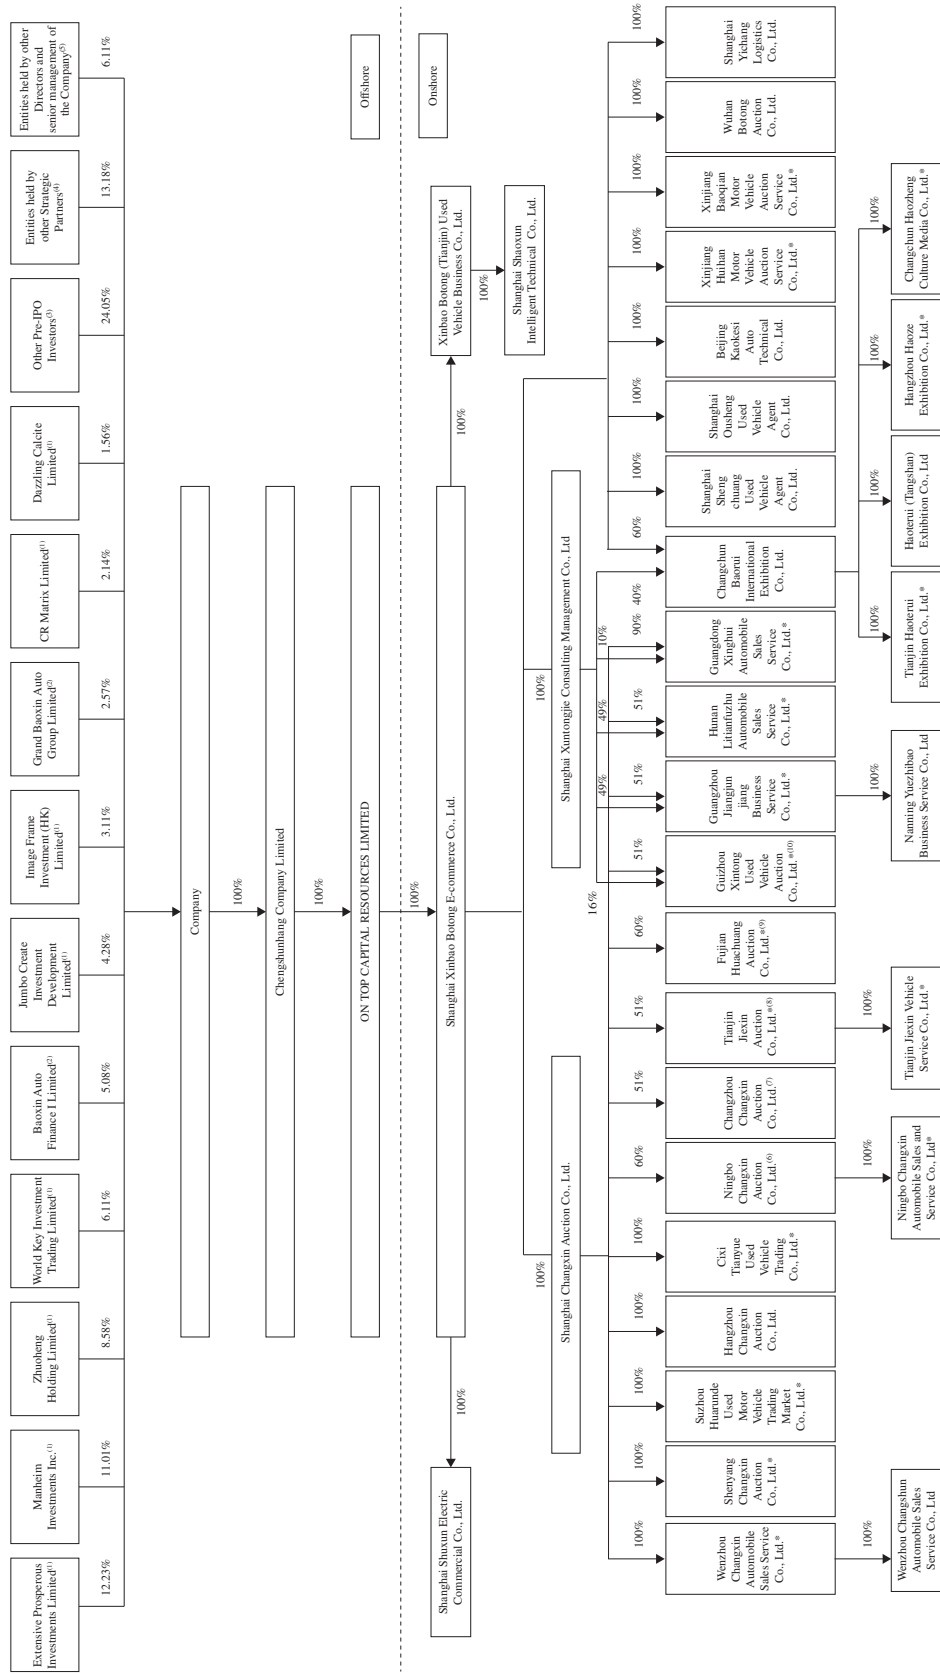 Extensive Prosperous
Investments Limited(1)
12.23%
Manheim
Investments Inc.(1)
11.01%
Zhuoheng
Holding Limited(1)
8.58%
World Key Investment
Trading Limited(1)
6.11%
Baoxin Auto
Finance I Limited(2)
5.08%
Jumbo Create
Investment
Development
Limited(1)
4.28%
Image Frame
Investment (HK)
Limited(1)
3.11%
Grand Baoxin Auto
Group Limited(2)
2.57%
CR Matrix Limited(1)
2.14%
Dazzling Calcite
Limited(1)
1.56%
Other Pre-IPO
Investors(3)
24.05%
Entities held by
other Strategic
Partners(4)
13.18%
Entities held by other
Directors and
senior management of
the Company(5)
6.11%
Company
100%
Chengshunhang Company Limited
100%
ON TOP CAPITAL RESOURCES LIMITED
Offshore
100%
Onshore
Shanghai Shuxun Electric
Commercial Co., Ltd.
100%
Shanghai Xinbao Botong E-commerce Co., Ltd.
100%
Xinbao Botong (Tianjin) Used
Vehicle Business Co., Ltd.
100%
Shanghai Shaoxun
Intelligent Technical Co., Ltd.
100%
Shanghai Changxin Auction Co., Ltd.
100%
Shanghai Xuntongjie Consulting Management Co., Ltd
16%
49%
49%
10%
100%
100%
100%
100%
100%
60%
51%
51%
60%
51%
51%
51%
90%
40%
60%
100%
100%
100%
100%
100%
100%
100%
Wenzhou
Changxin
Automobile
Sales Service
Co., Ltd.*
Shenyang
Changxin
Auction
Co., Ltd.*
Suzhou
Huarunde
Used
Motor
Vehicle
Trading
Market
Co., Ltd.*
Hangzhou
Changxin
Auction
Co., Ltd.
Cixi
Tianyue
Used
Vehicle
Trading
Co., Ltd.*
Ningbo
Changxin
Auction
Co., Ltd.(6)
Changzhou
Changxin
Auction
Co., Ltd.(7)
Tianjin
Jiexin
Auction
Co., Ltd.*(8)
Fujian
Huachuang
Auction
Co., Ltd.*(9)
Guizhou
Xintong
Used
Vehicle
Auction
Co., Ltd.*(10)
Guangzhou
Jiangjun
jiang
Business
Service
Co., Ltd.*
Hunan
Litianfuzhu
Automobile
Sales
Service
Co., Ltd.*
Guangdong
Xinghui
Automobile
Sales
Service
Co., Ltd.*
Changchun
Baorui
International
Exhibition
Co., Ltd.
Shanghai
Sheng
chuang
Used
Vehicle
Agent
Co., Ltd.
Shanghai
Ousheng
Used
Vehicle
Agent
Co., Ltd.
Beijing
Kaokesi
Auto
Technical
Co., Ltd.
Xinjiang
Huihan
Motor
Vehicle
Auction
Service
Co., Ltd.*
Xinjiang
Baoqian
Motor
Vehicle
Auction
Service
Co., Ltd.*
Wuhan
Botong
Auction
Co., Ltd.
Shanghai
Yichang
Logistics
Co., Ltd.
100%
100%
100%
100%
100%
100%
100%
100%
Wenzhou Changshun
Automobile Sales
Service Co., Ltd
Ningbo Changxin
Automobile Sales and
Service Co., Ltd*
Tianjin Jiexin Vehicle
Service Co., Ltd.*
Nanning Yuezhibao
Business Service Co., Ltd
Tianjin Haoterui
Exhibition Co., Ltd.*
Haoterui (Tangshan)
Exhibition Co., Ltd
Hangzhou Haoze
Exhibition Co., Ltd.*
Changchun Haozheng
Culture Media Co., Ltd.*